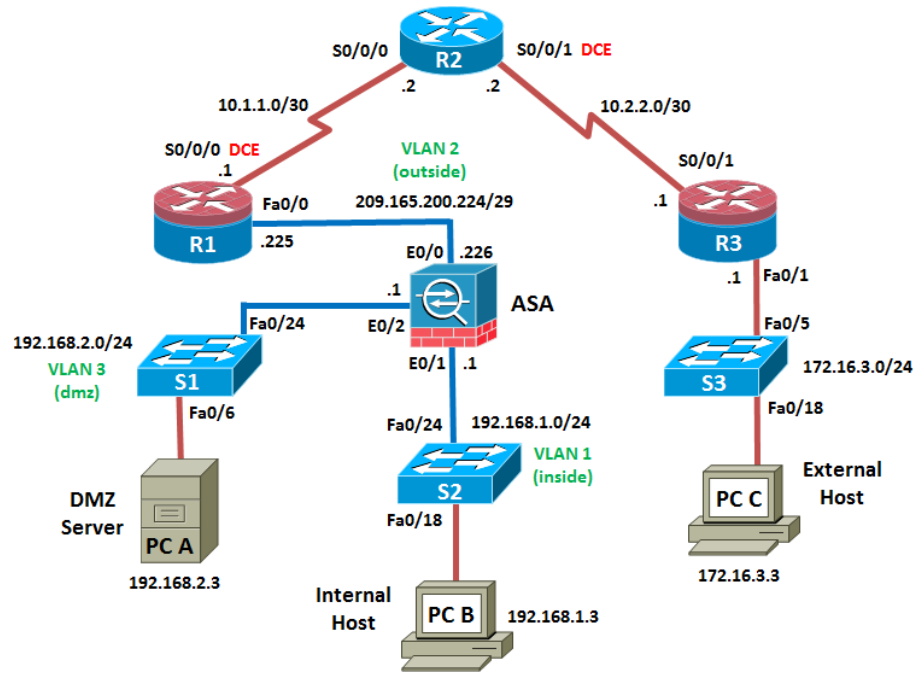 R2
S0/0/0
S0/0/1 DCE
.2
.2
10.1.1.0/30
10.2.2.0/30
S0/0/0 DCE
.1
VLAN 2
(outside)
209.165.200.224/29
S0/0/1
.1
Fa0/0
.225
R1
R3
E0/0
.226
.1
Fa0/1
.1
ASA
E0/2
Fa0/24
E0/1
.1
Fa0/5
192.168.2.0/24
VLAN 3
(dmz)
S1
S3
172.16.3.0/24
Fa0/6
Fa0/24
192.168.1.0/24
Fa0/18
VLAN 1
(inside)
S2
Fa0/18
DMZ
Server
PC A
192.168.2.3
PC C
External
Host
172.16.3.3
Internal
Host
PC B
192.168.1.3